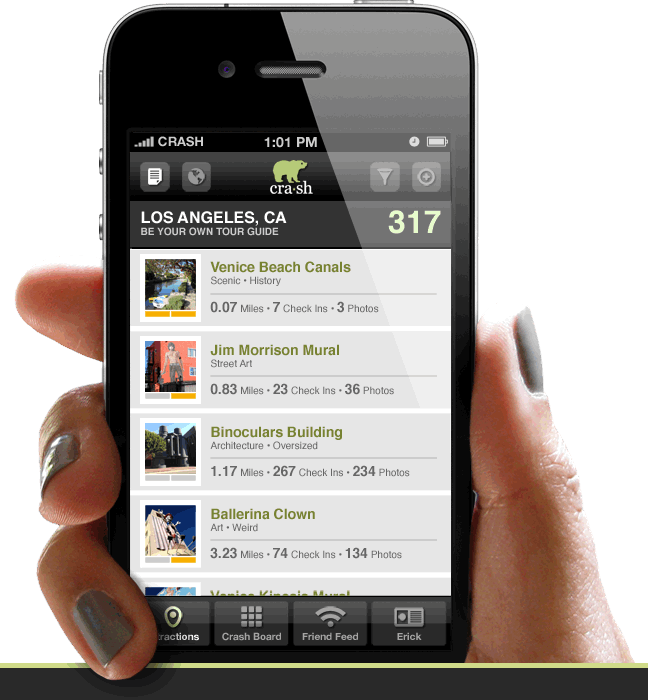 CRASH 1:01 PM
cra·sh
LOS ANGELES, CA
317
BE YOUR OWN TOUR GUIDE
Venice Beach Canals
Scenic • History
0.07 Miles • 7 Check Ins • 3 Photos
Jim Morrison Mural
Street Art
0.83 Miles • 23 Check Ins • 36 Photos
Binoculars Building
Architecture • Oversized
1.17 Miles • 267 Check Ins • 234 Photos
Ballerina Clown
Art • Weird
3.23 Miles • 74 Check Ins • 134 Photos
Venice Kinesis Mural
ractions Crash Board Friend Feed Erick